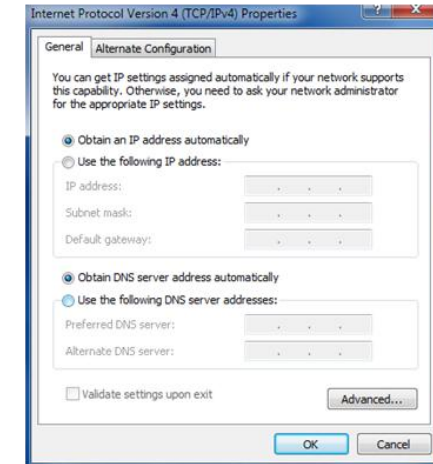 Internet Protocol Version 4 (TCP/IPv4) Properties
General
Alternate Configuration
You can get IP settings assigned automatically if your network supports
this capability. Otherwise, you need to ask your network administrator
for the appropriate IP settings.
Obtain an IP address automatically
Use the following IP address:
IP address:
Subnet mask:
Default gateway:
Obtain DNS server address automatically
Use the following DNS server addresses:
Preferred DNS server:
Alternate DNS server:
Validate settings upon exit
Advanced...
OK
Cancel